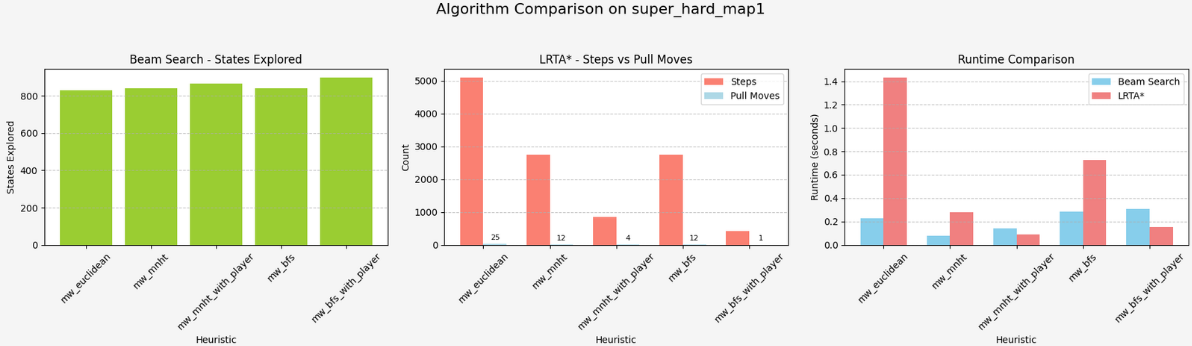 Algorithm Comparison on super_hard_map1
Beam Search - States Explored
States Explored
800
600
400
200
0
mw_euclidean
mw_mnht
mw_mnht_with_player
mw_bfs
mw_bfs_with_player
Heuristic
LRTA* - Steps vs Pull Moves
Count
5000
4000
3000
2000
1000
0
Steps
Pull Moves
25
12
4
12
1
mw_euclidean
mw_mnht
mw_mnht_with_player
mw_bfs
mw_bfs_with_player
Heuristic
Runtime Comparison
Runtime (seconds)
1.4
1.2
1.0
0.8
0.6
0.4
0.2
0.0
Beam Search
LRTA*
mw_euclidean
mw_mnht
mw_mnht_with_player
mw_bfs
mw_bfs_with_player
Heuristic